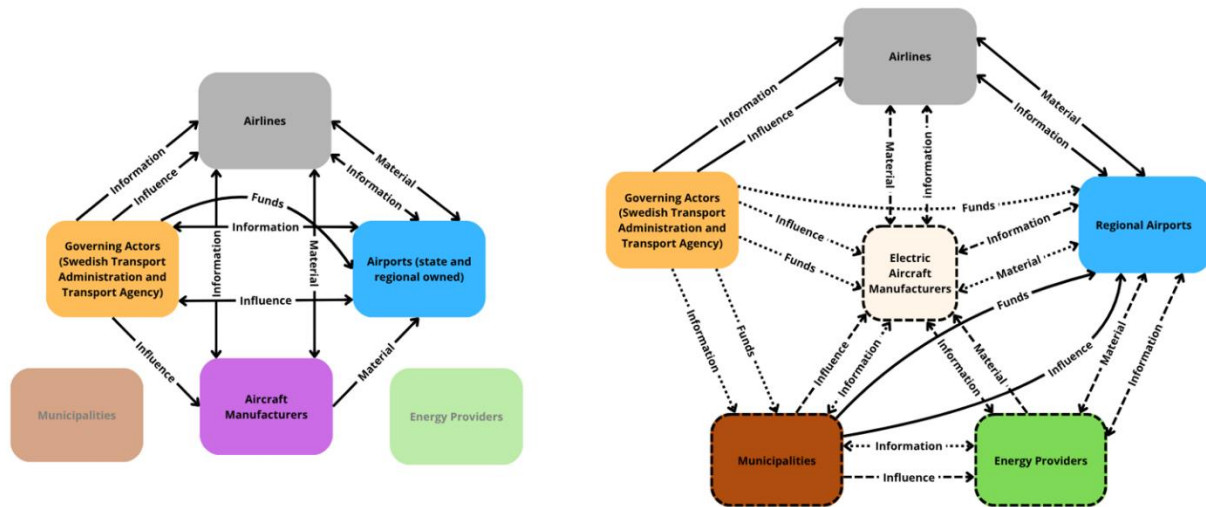 Airlines
Information
Influence
Material
Information
Funds
Governing Actors
(Swedish Transport
Administration and
Transport Agency)
Information
Airports (state and
regional owned)
Information
Material
Influence
Influence
Material
Municipalities
Aircraft
Manufacturers
Energy Providers
Airlines
Information
Influence
Material
Information
Material
information
Governing Actors
(Swedish Transport
Administration and
Transport Agency)
Funds
Influence
Funds
Regional Airports
Information
Electric
Aircraft
Manufacturers
Material
Funds
Information
Funds
Influence
Information
Information
Material
Influence
Material
Information
Municipalities
Information
Influence
Energy Providers